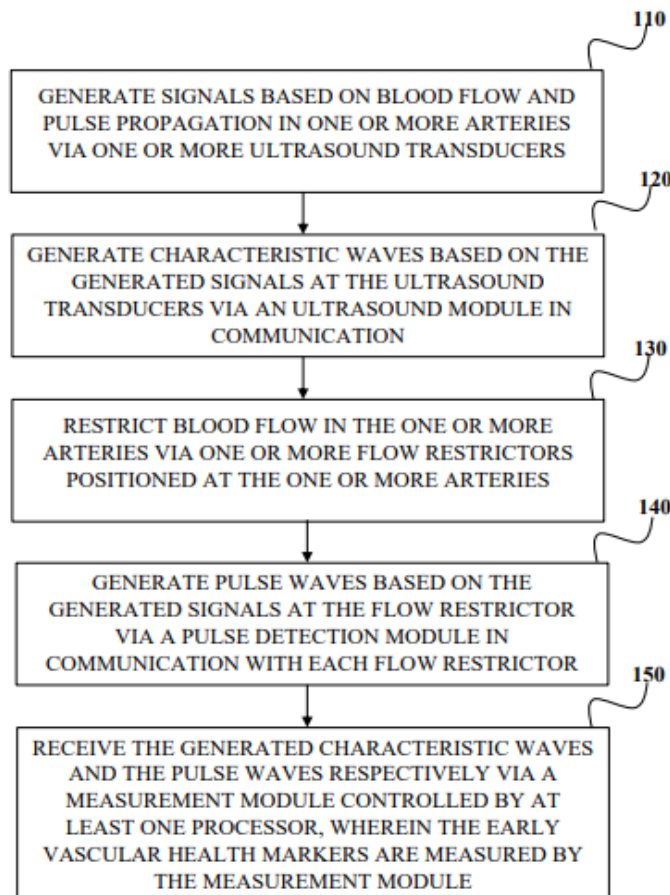 110
GENERATE SIGNALS BASED ON BLOOD FLOW AND
PULSE PROPAGATION IN ONE OR MORE ARTERIES
VIA ONE OR MORE ULTRASOUND TRANSDUCERS
120
GENERATE CHARACTERISTIC WAVES BASED ON THE
GENERATED SIGNALS AT THE ULTRASOUND
TRANSDUCERS VIA AN ULTRASOUND MODULE IN
COMMUNICATION
130
RESTRICT BLOOD FLOW IN THE ONE OR MORE
ARTERIES VIA ONE OR MORE FLOW RESTRICTORS
POSITIONED AT THE ONE OR MORE ARTERIES
140
GENERATE PULSE WAVES BASED ON THE
GENERATED SIGNALS AT THE FLOW RESTRICTOR
VIA A PULSE DETECTION MODULE IN
COMMUNICATION WITH EACH FLOW RESTRICTOR
150
RECEIVE THE GENERATED CHARACTERISTIC WAVES
AND THE PULSE WAVES RESPECTIVELY VIA A
MEASUREMENT MODULE CONTROLLED BY AT
LEAST ONE PROCESSOR, WHEREIN THE EARLY
VASCULAR HEALTH MARKERS ARE MEASURED BY
THE MEASUREMENT MODULE